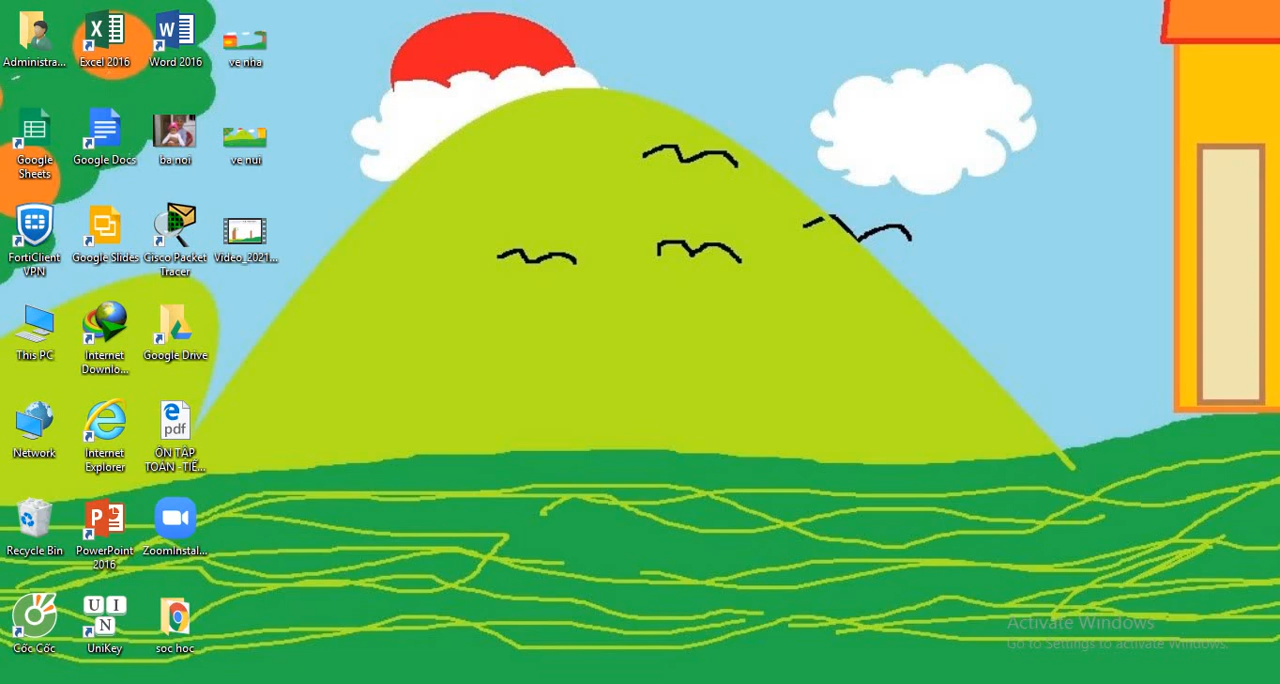 Administra...
Excel 2016
Word 2016
ve nha
Google
Sheets
Google Docs
ba noi
ve nui
FortiClient
VPN
Google Slides
Cisco Packet
Tracer
Video_2021...
This PC
Internet
Downlo...
Google Drive
Network
Internet
Explorer
pdf
ÔN TẬP
TOÁN -TIẾ...
Recycle Bin
P
PowerPoint
2016
ZoomInstal...
Cốc Cốc
U I
N
UniKey
soc hoc
Activate Windows
Go to Settings to activate Windows.